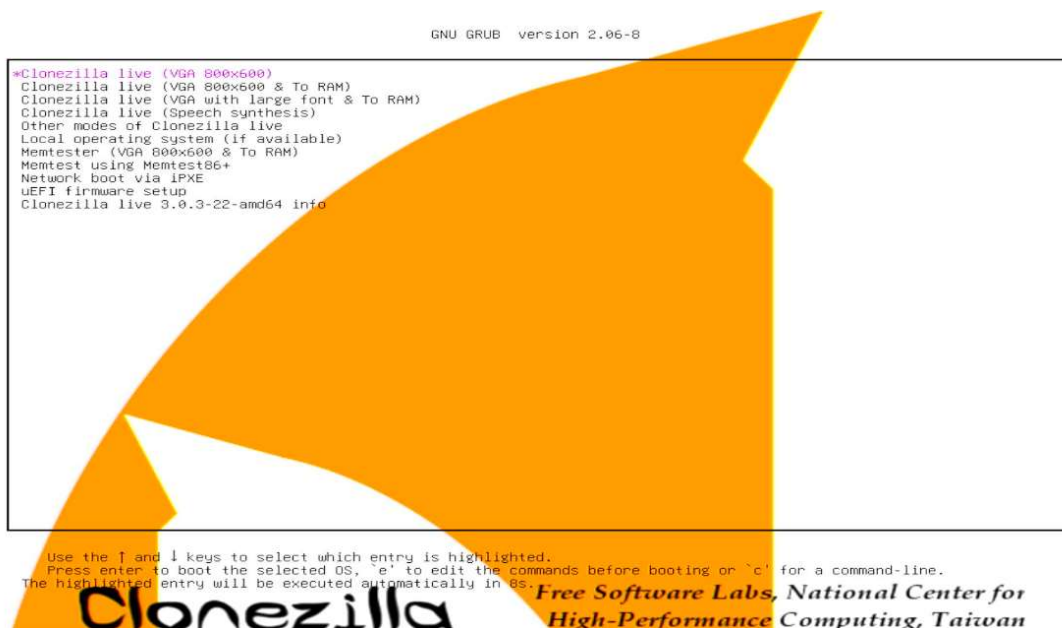 GNU GRUB  version 2.06-8
*Clonezilla live (VGA 800x600)
Clonezilla live (VGA 800x600 & To RAM)
Clonezilla live (VGA with large font & To RAM)
Clonezilla live (Speech synthesis)
Other modes of Clonezilla live
Local operating system (if available)
Memtester (VGA 800x600 & To RAM)
Memtest using Memtest86+
Network boot via iPXE
uEFI firmware setup
Clonezilla live 3.0.3-22-amd64 info
Use the ↑ and ↓ keys to select which entry is highlighted.
Press enter to boot the selected OS, `e' to edit the commands before booting or `c' for a command-line.
The highlighted entry will be executed automatically in 8s.
Clonezilla
Free Software Labs, National Center for
High-Performance Computing, Taiwan